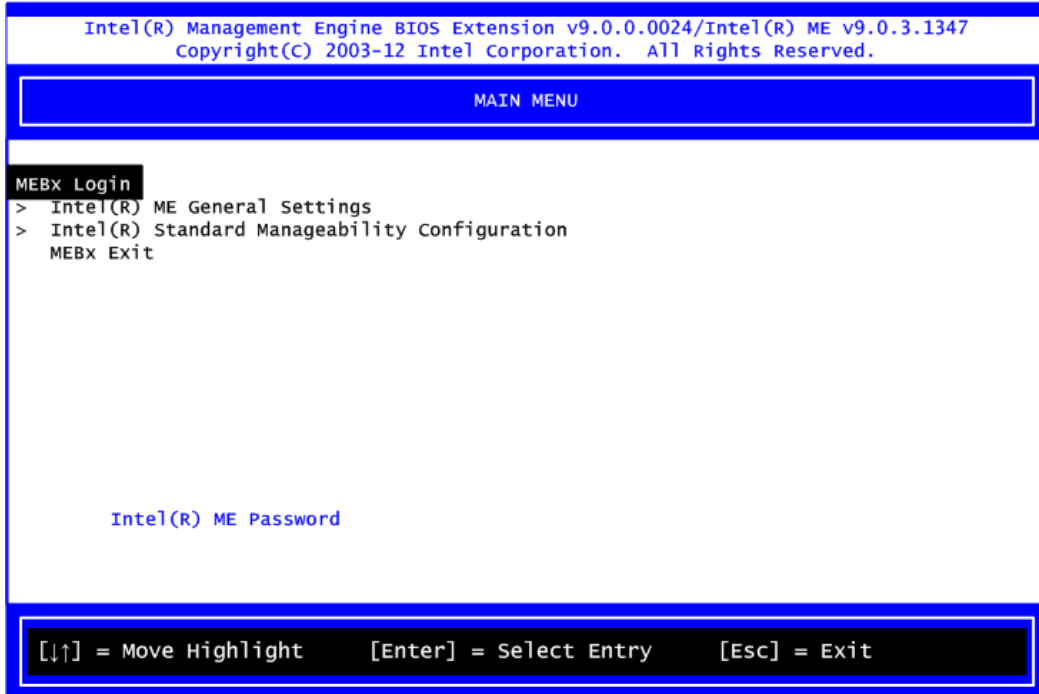 Intel(R) Management Engine BIOS Extension v9.0.0.0024/Intel(R) ME v9.0.3.1347
Copyright(C) 2003-12 Intel Corporation. All Rights Reserved.
MAIN MENU
MEBx Login
> Intel(R) ME General Settings
> Intel(R) Standard Manageability Configuration
MEBx Exit
Intel(R) ME Password
[↓↑] = Move Highlight [Enter] = Select Entry [Esc] = Exit